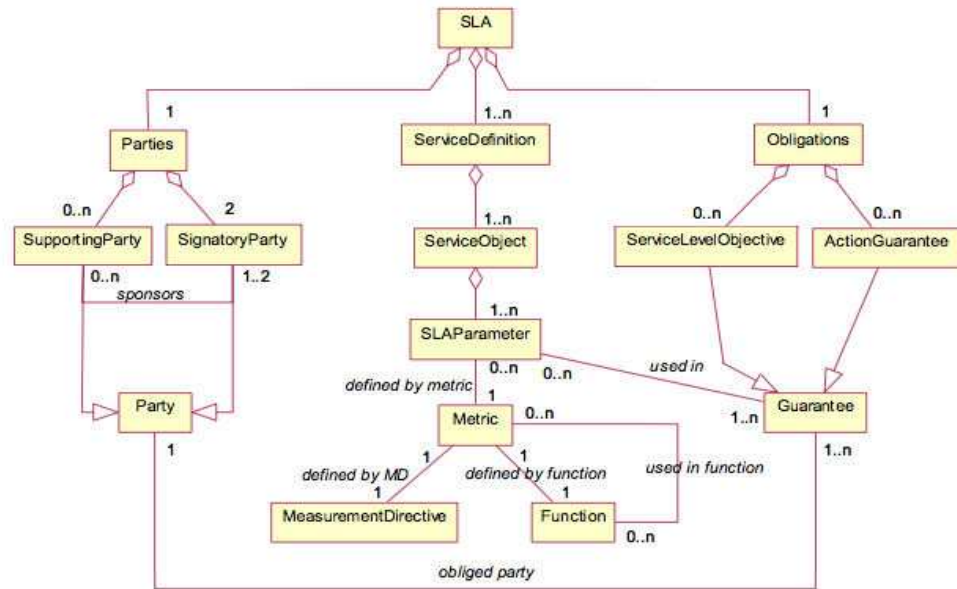 SLA
1
1..n
1
Parties
ServiceDefinition
Obligations
0..n
2
1..n
0..n
0..n
SupportingParty
SignatoryParty
ServiceObject
ServiceLevelObjective
ActionGuarantee
0..n
1..2
sponsors
1..n
SLAParameter
0..n
0..n
used in
defined by metric
1
Party
Metric
0..n
1..n
Guarantee
1
1
1
1..n
defined by MD
defined by function
used in function
1
1
MeasurementDirective
Function
0..n
obliged party